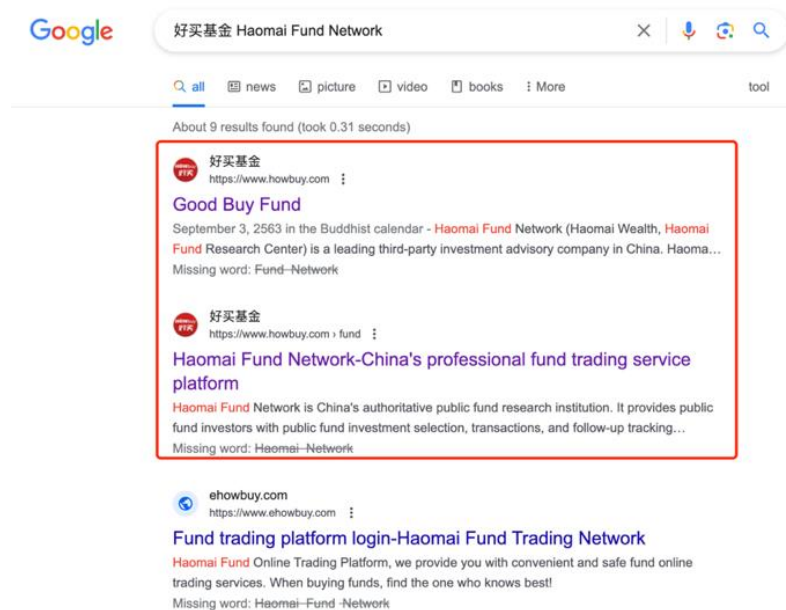 Google
好买基金 Haomai Fund Network
all news picture video books More tool
About 9 results found (took 0.31 seconds)
好买基金
https://www.howbuy.com
Good Buy Fund
September 3, 2563 in the Buddhist calendar - Haomai Fund Network (Haomai Wealth, Haomai
Fund Research Center) is a leading third-party investment advisory company in China. Haoma…
Missing word: Fund Network
好买基金
https://www.howbuy.com › fund
Haomai Fund Network-China's professional fund trading service
platform
Haomai Fund Network is China's authoritative public fund research institution. It provides public
fund investors with public fund investment selection, transactions, and follow-up tracking…
Missing word: Haomai Network
ehowbuy.com
https://www.ehowbuy.com
Fund trading platform login-Haomai Fund Trading Network
Haomai Fund Online Trading Platform, we provide you with convenient and safe fund online
trading services. When buying funds, find the one who knows best!
Missing word: Haomai Fund Network